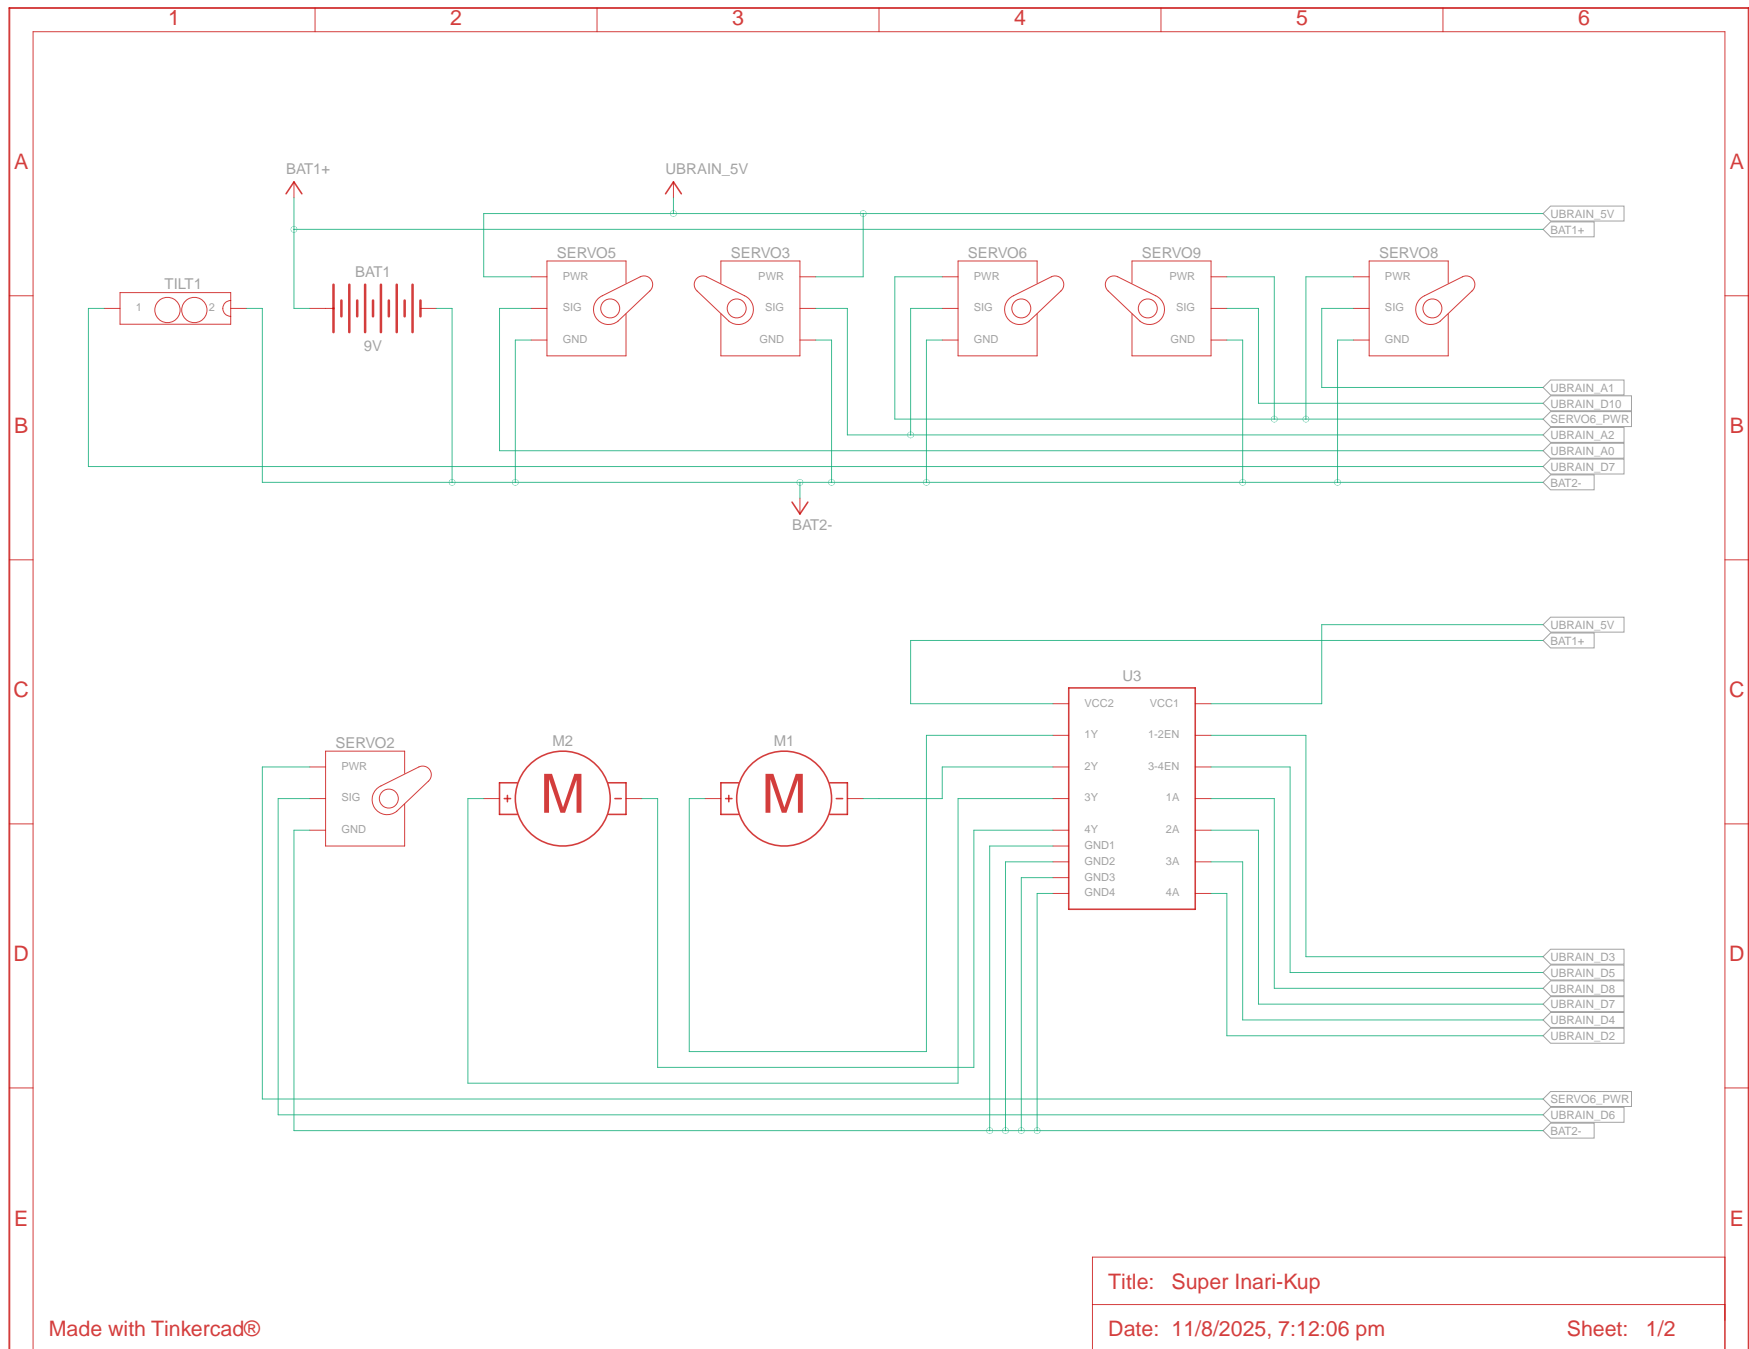 1 2 3 4 5 6
A A
BAT1+ UBRAIN_5V
UBRAIN_5V
BAT1+
SERVO5 SERVO3 SERVO6 SERVO9 SERVO8
TILT1 BAT1
PWR PWR PWR PWR PWR
1 2 SIG SIG SIG SIG SIG
GND GND GND GND GND
9V
UBRAIN_A1
UBRAIN_D10
SERVO6_PWR
B B
UBRAIN_A2
UBRAIN_A0
UBRAIN_D7
BAT2-
BAT2-
UBRAIN_5V
BAT1+
U3
C C
VCC2 VCC1
1Y 1-2EN
SERVO2 M2 M1
PWR 2Y 3-4EN
SIG + M - + M - 3Y 1A
GND 4Y 2A
GND1
GND2 3A
GND3
GND4 4A
D D
UBRAIN_D3
UBRAIN_D5
UBRAIN_D8
UBRAIN_D7
UBRAIN_D4
UBRAIN_D2
SERVO6_PWR
UBRAIN_D6
BAT2-
E E
Title: Super Inari-Kup
Made with Tinkercad®
Date: 11/8/2025, 7:12:06 pm Sheet: 1/2